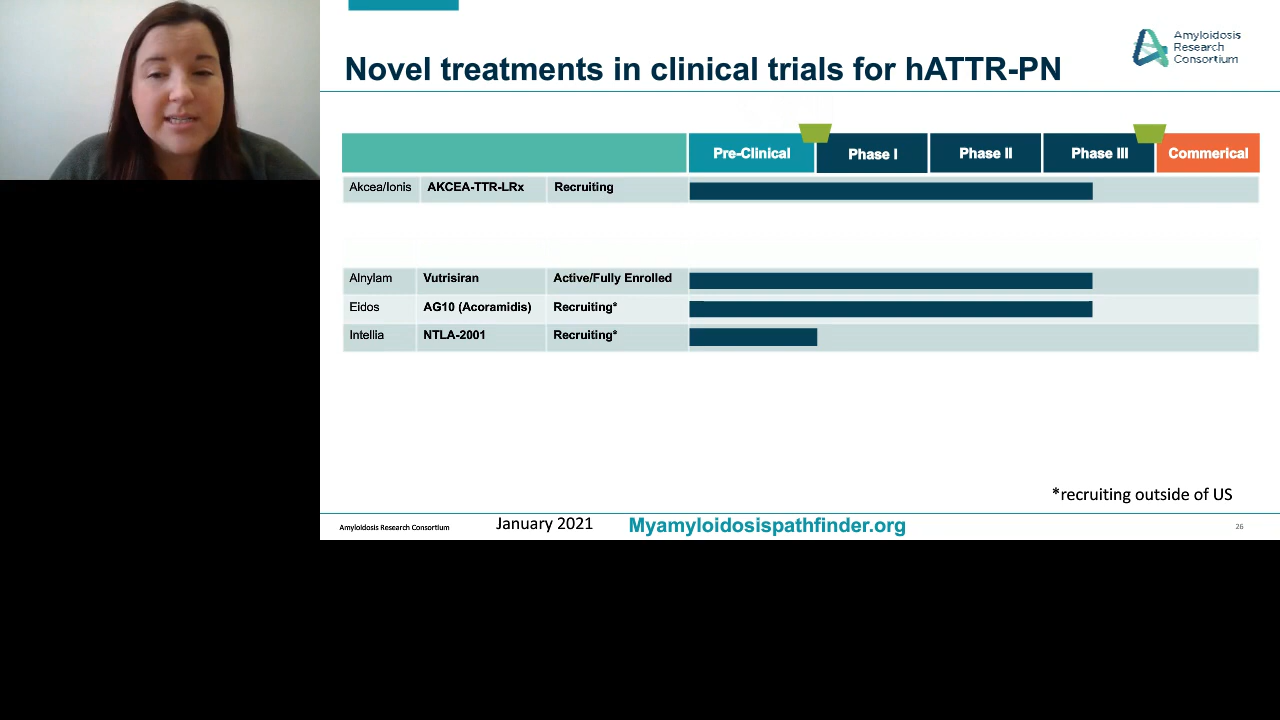 Amyloidosis
Research
Consortium
Novel treatments in clinical trials for hATTR-PN
Pre-Clinical Phase I Phase II Phase III Commerical
Akcea/Ionis AKCEA-TTR-LRx Recruiting
Alnylam Vutrisiran Active/Fully Enrolled
Eidos AG10 (Acoramidis) Recruiting*
Intellia NTLA-2001 Recruiting*
*recruiting outside of US
Amyloidosis Research Consortium January 2021 Myamyloidosispathfinder.org 26